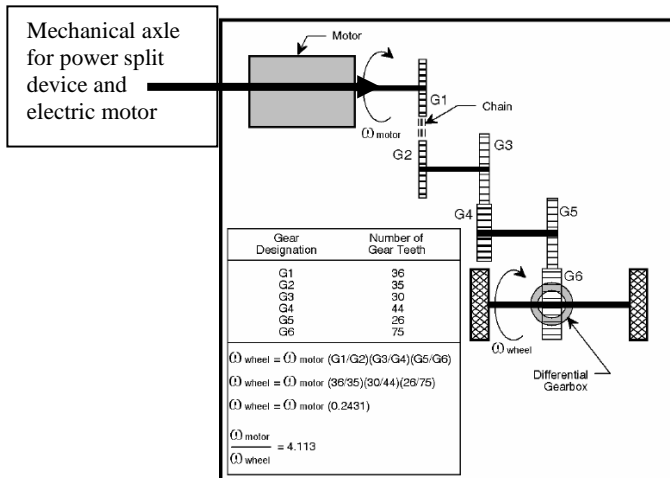 Mechanical axle
for power split
device and
electric motor
Motor
G1
Chain
ω motor
G2
G3
G4
G5
G6
ω wheel
Differential
Gearbox
Gear Designation Number of Gear Teeth
G1 36
G2 35
G3 30
G4 44
G5 26
G6 75
ω wheel = ω motor (G1/G2)(G3/G4)(G5/G6)
ω wheel = ω motor (36/35)(30/44)(26/75)
ω wheel = ω motor (0.2431)
ω motor
ω wheel
= 4.113